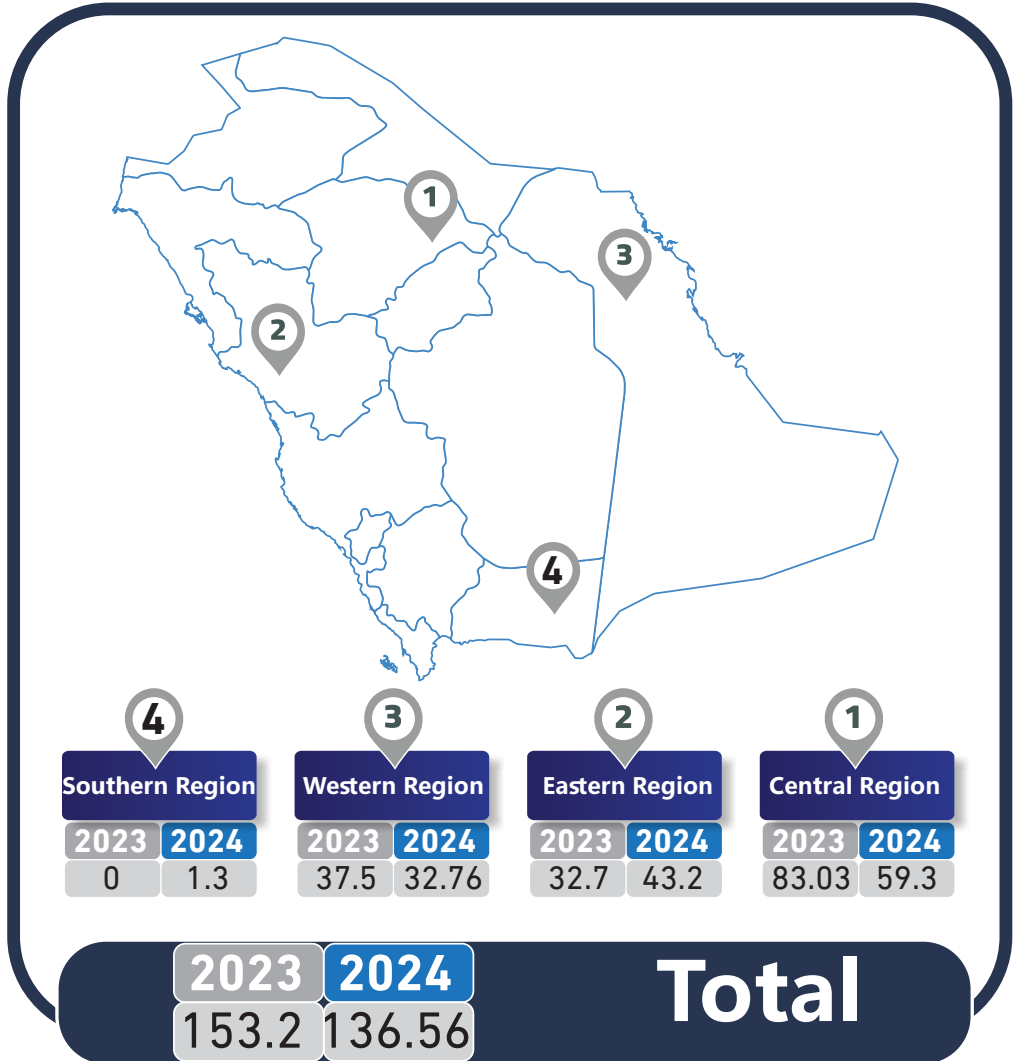 1
3
2
4
4 3 2 1
Southern Region Western Region Eastern Region Central Region
2023 2024 2023 2024 2023 2024 2023 2024
0 1.3 37.5 32.76 32.7 43.2 83.03 59.3
2023 2024 Total
153.2 136.56